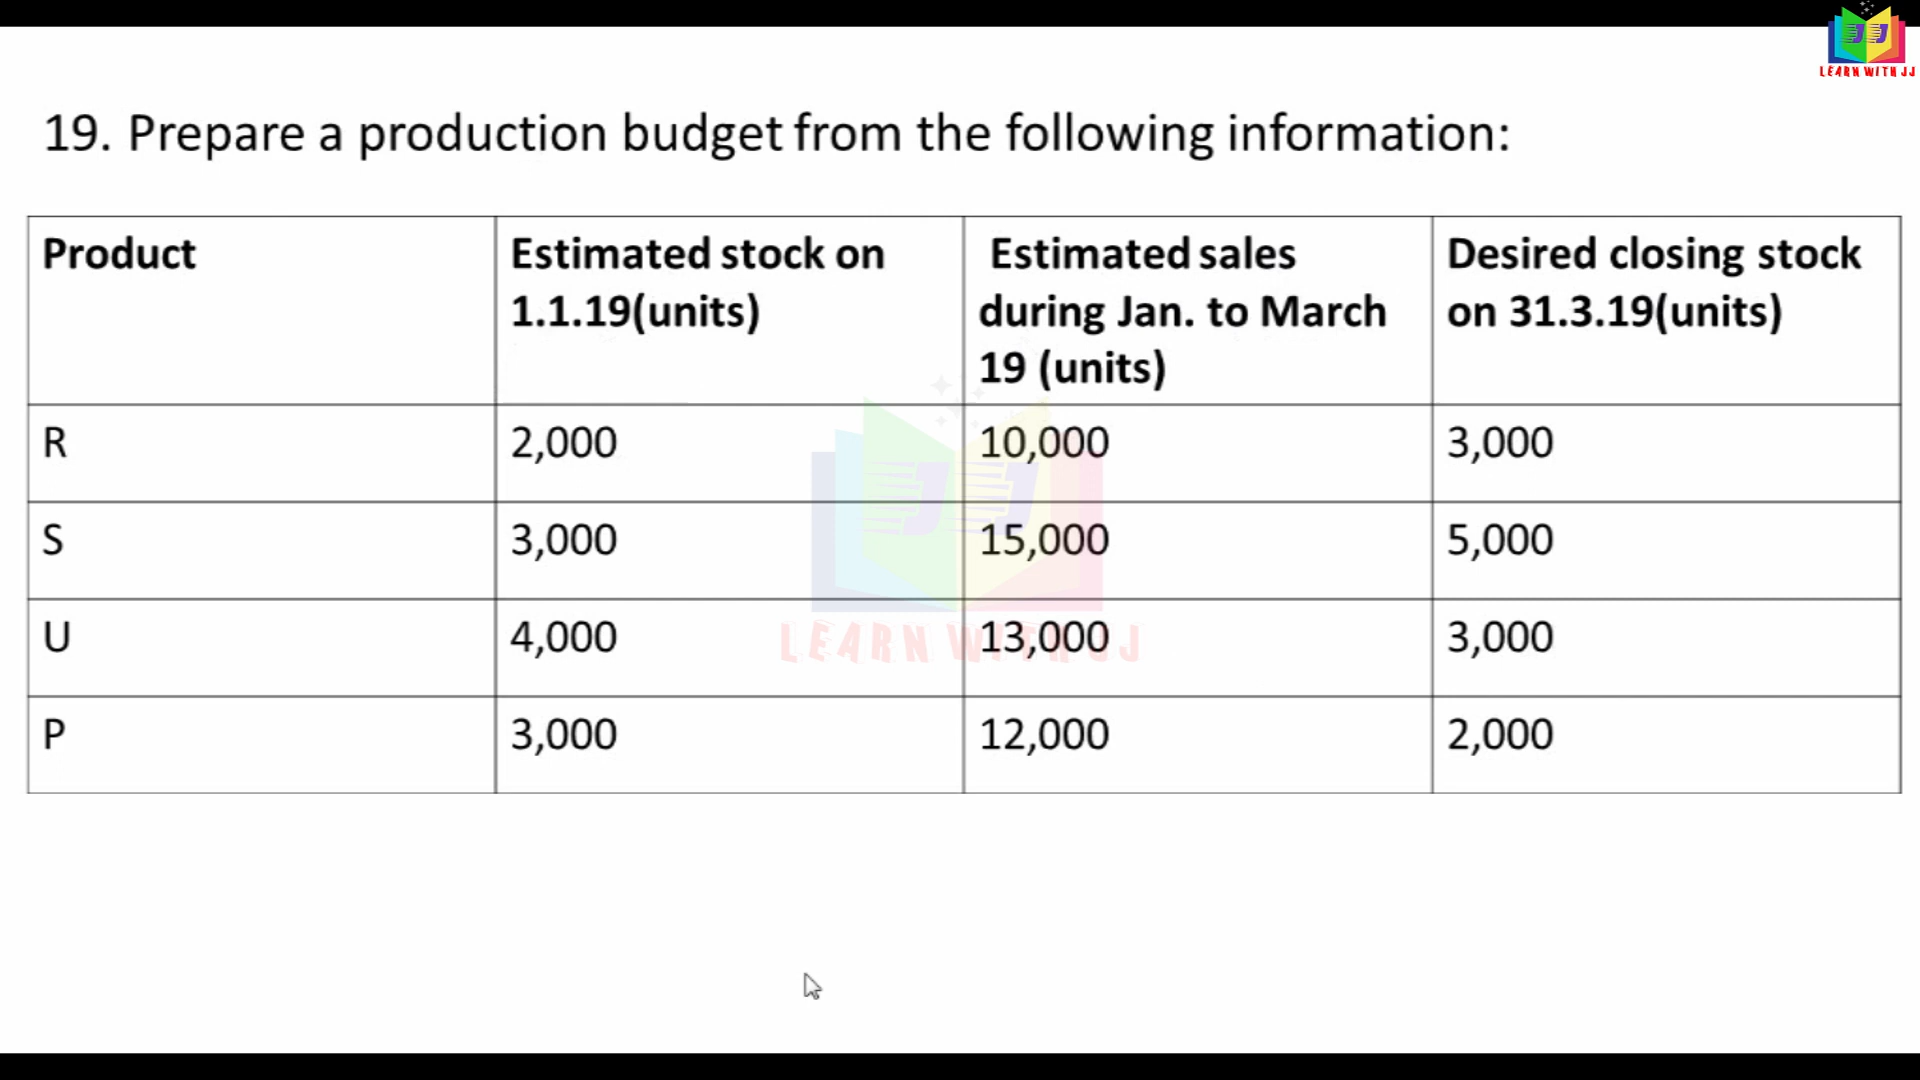 LEARN WITH JJ
19. Prepare a production budget from the following information:
Product
Estimated stock on
1.1.19(units)
Estimated sales
during Jan. to March
19 (units)
Desired closing stock
on 31.3.19(units)
R
2,000
10,000
3,000
S
3,000
15,000
5,000
U
4,000
13,000
3,000
P
3,000
12,000
2,000
LEARN WITH JJ